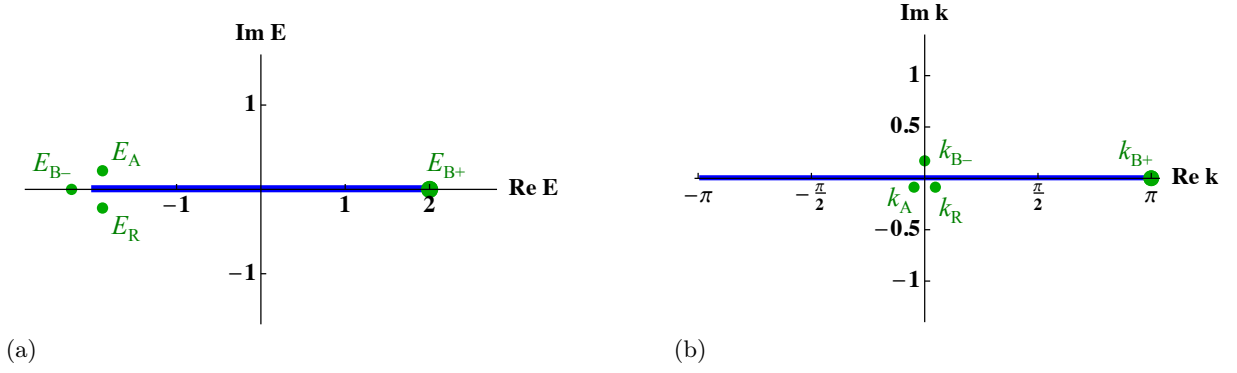 Im E
1
E_A
E_B−
E_B+
−1
1
2
Re E
E_R
−1
(a)
Im k
1
0.5
k_B−
k_B+
−π
−π/2
π/2
π
Re k
k_A
k_R
−0.5
−1
(b)